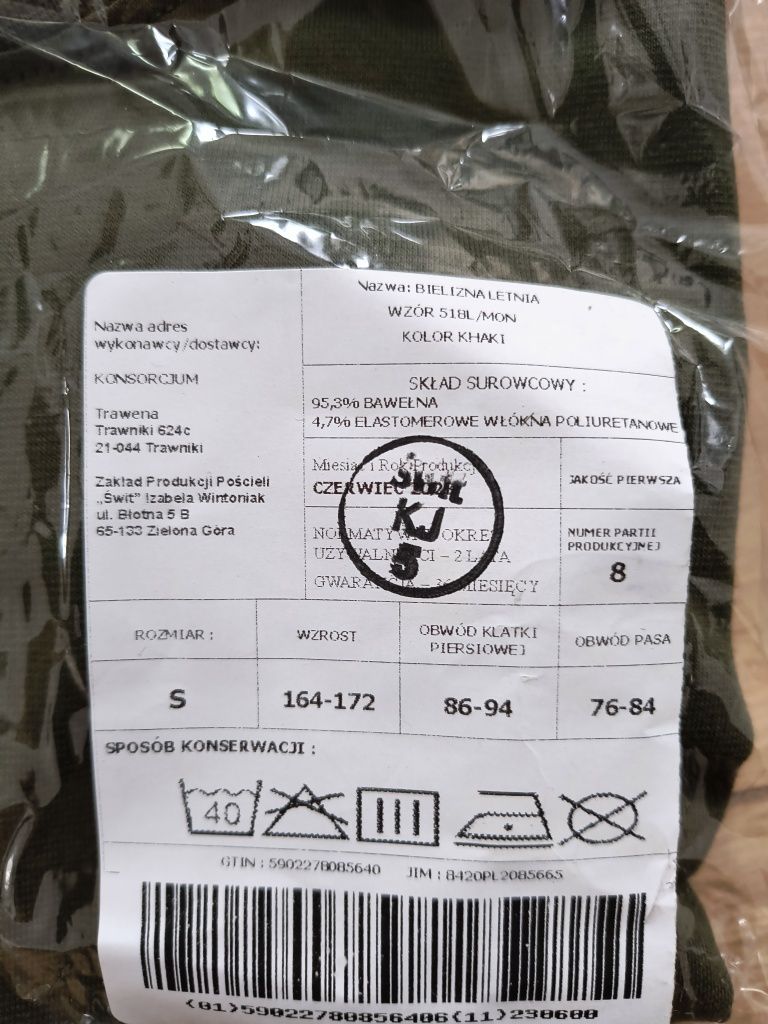 Nazwa adres
wykonawcy/dostawcy:
KONSORCJUM
Trawena
Trawniki 624c
21-044 Trawniki
Zakład Produkcji Pościeli
„Świt” Izabela Wintoniak
ul. Błotna 5 B
65-133 Zielona Góra
Nazwa: BIELIZNA LETNIA
WZÓR 518L/MON
KOLOR KHAKI
SKŁAD SUROWCOWY :
95,3% BAWEŁNA
4,7% ELASTOMEROWE WŁÓKNA POLIURETANOWE
Miesiąc i Rok Produkcji
CZERWIEC
JAKOŚĆ PIERWSZA
NORMATYWNY OKRES
UŻYWALNOŚCI – 2 LATA
GWARANCJA – 36 MIESIĘCY
NUMER PARTII
PRODUKCYJNEJ
8
Świt
KJ
5
ROZMIAR :
WZROST
OBWÓD KLATKI
PIERSIOWEJ
OBWÓD PASA
S
164-172
86-94
76-84
SPOSÓB KONSERWACJI :
40
GTIN : 5902278085640 JIM : 8420PL2085665
(01)59022780856406(11)230600